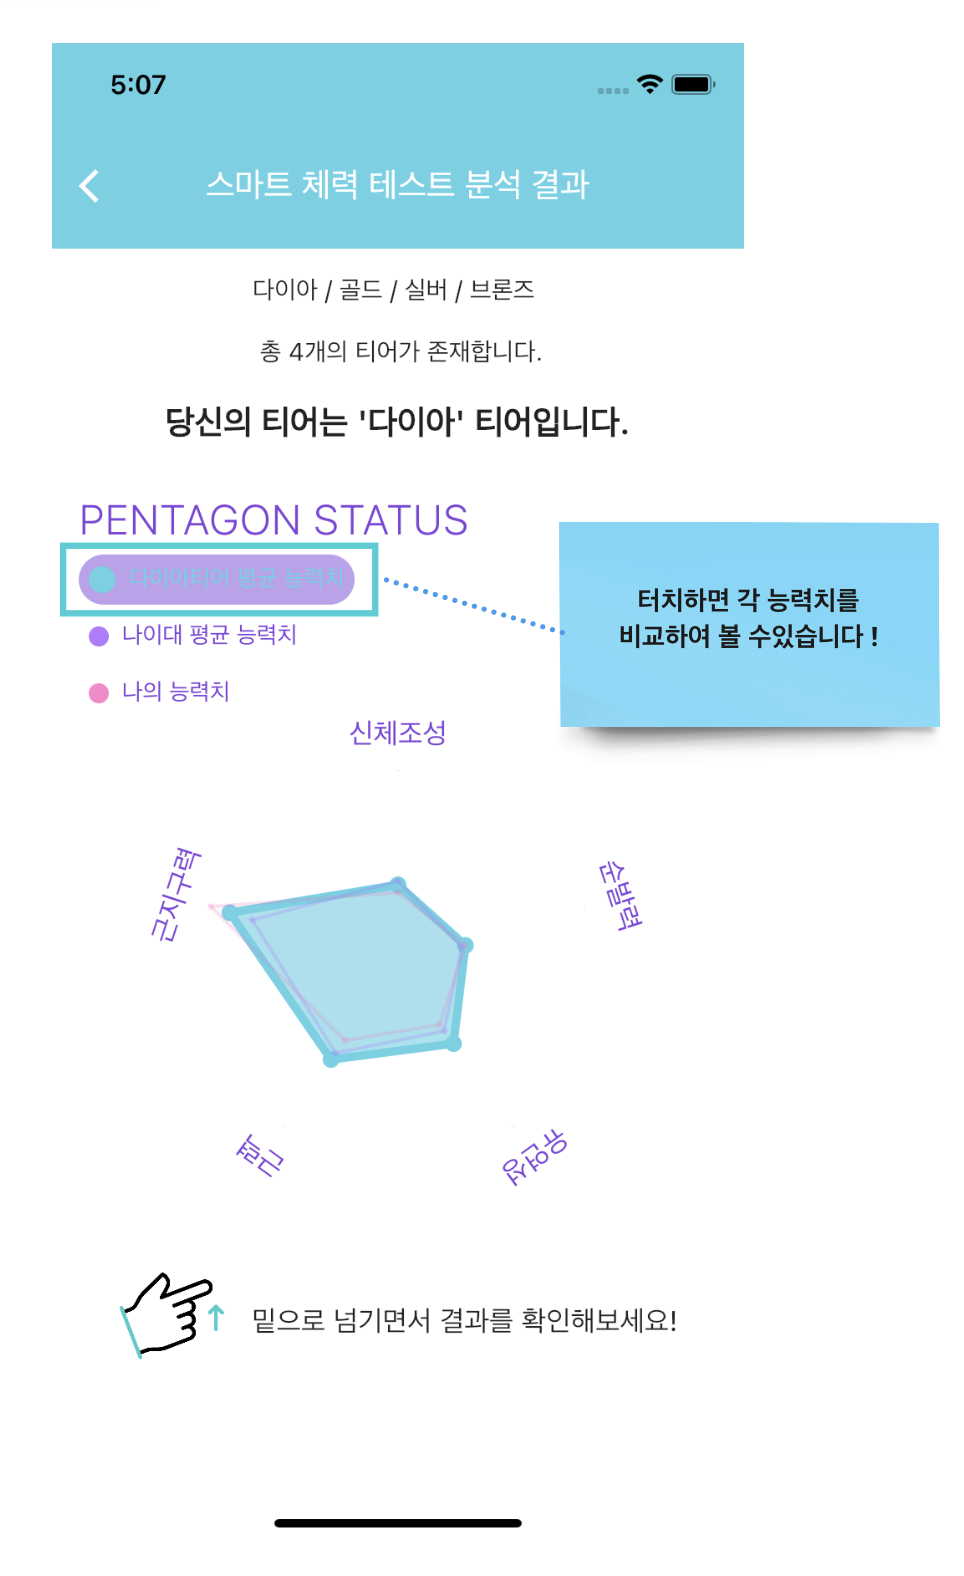 5:07
스마트 체력 테스트 분석 결과
다이아 / 골드 / 실버 / 브론즈
총 4개의 티어가 존재합니다.
당신의 티어는 '다이아' 티어입니다.
PENTAGON STATUS
다이아티어 평균 능력치
나이대 평균 능력치
나의 능력치
터치하면 각 능력치를
비교하여 볼 수있습니다 !
신체조성
근지구력
순발력
근력
유연성
밑으로 넘기면서 결과를 확인해보세요!